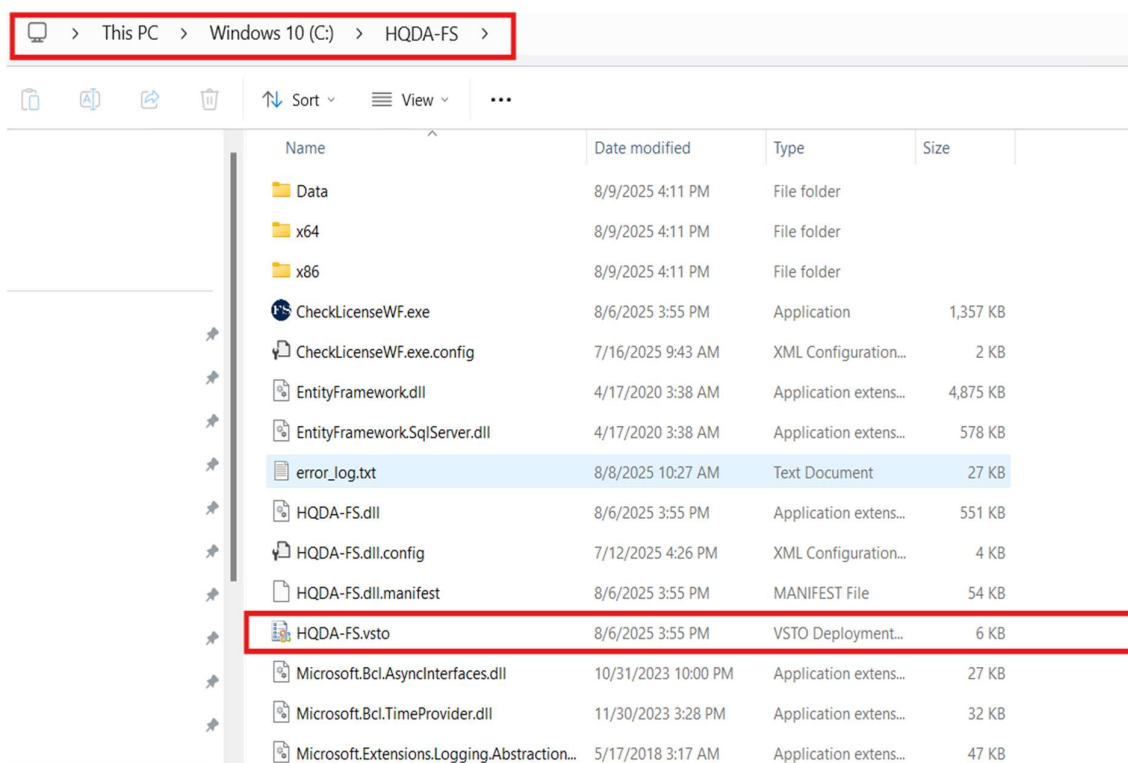 > This PC > Windows 10 (C:) > HQDA-FS >
Sort View ...
Name Date modified Type Size
Data 8/9/2025 4:11 PM File folder
x64 8/9/2025 4:11 PM File folder
x86 8/9/2025 4:11 PM File folder
CheckLicenseWF.exe 8/6/2025 3:55 PM Application 1,357 KB
CheckLicenseWF.exe.config 7/16/2025 9:43 AM XML Configuration... 2 KB
EntityFramework.dll 4/17/2020 3:38 AM Application extens... 4,875 KB
EntityFramework.SqlServer.dll 4/17/2020 3:38 AM Application extens... 578 KB
error_log.txt 8/8/2025 10:27 AM Text Document 27 KB
HQDA-FS.dll 8/6/2025 3:55 PM Application extens... 551 KB
HQDA-FS.dll.config 7/12/2025 4:26 PM XML Configuration... 4 KB
HQDA-FS.dll.manifest 8/6/2025 3:55 PM MANIFEST File 54 KB
HQDA-FS.vsto 8/6/2025 3:55 PM VSTO Deployment... 6 KB
Microsoft.Bcl.AsyncInterfaces.dll 10/31/2023 10:00 PM Application extens... 27 KB
Microsoft.Bcl.TimeProvider.dll 11/30/2023 3:28 PM Application extens... 32 KB
Microsoft.Extensions.Logging.Abstraction... 5/17/2018 3:17 AM Application extens... 47 KB